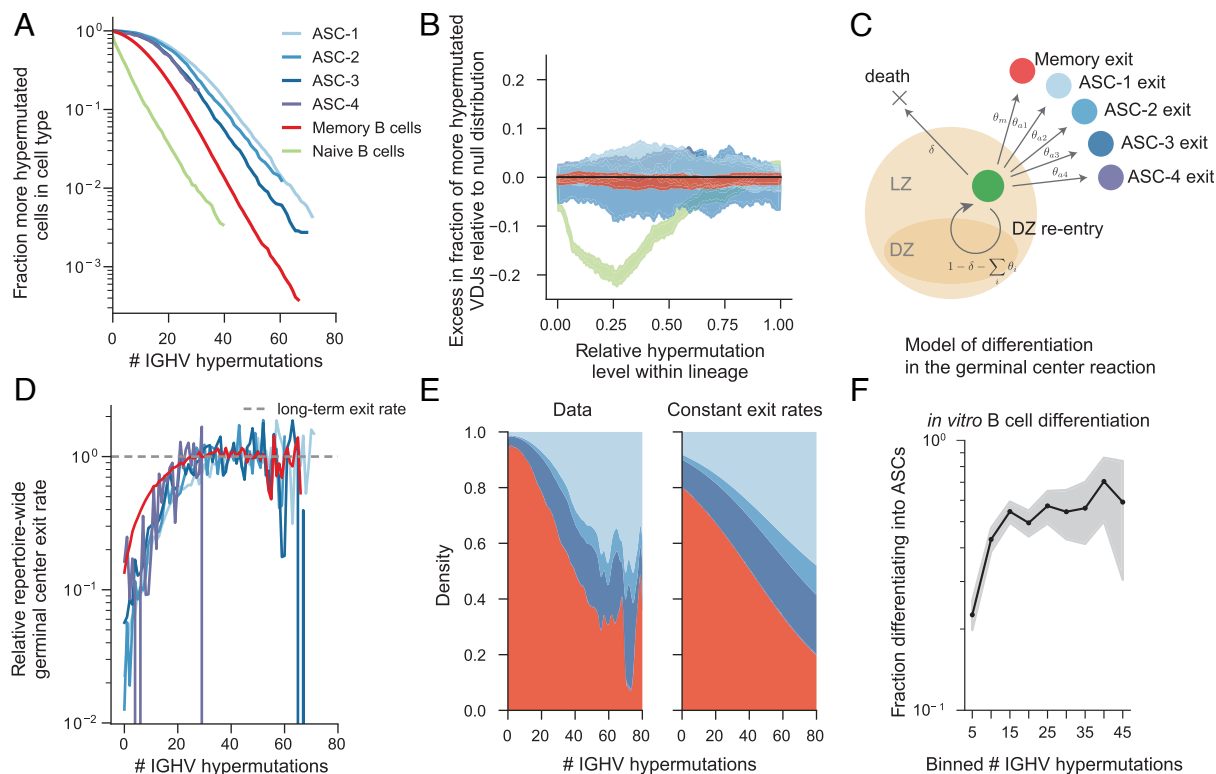 A
Fraction more hypermutated
cells in cell type
10⁰
10⁻¹
10⁻²
10⁻³
0
20
40
60
80
# IGHV hypermutations
ASC-1
ASC-2
ASC-3
ASC-4
Memory B cells
Naive B cells
B
Excess in fraction of more hypermutated
VDJs relative to null distribution
0.2
0.1
0.0
−0.1
−0.2
0.00
0.25
0.50
0.75
1.00
Relative hypermutation
level within lineage
C
death
Memory exit
ASC-1 exit
ASC-2 exit
ASC-3 exit
ASC-4 exit
δ
θm
θa1
θa2
θa3
θa4
LZ
DZ
DZ re-entry
1 − δ − ∑ θi
i
Model of differentiation
in the germinal center reaction
D
Relative repertoire-wide
germinal center exit rate
long-term exit rate
10⁰
10⁻¹
10⁻²
0
20
40
60
80
# IGHV hypermutations
E
Data
Constant exit rates
Density
1.0
0.8
0.6
0.4
0.2
0.0
0
20
40
60
80
0
20
40
60
80
# IGHV hypermutations
F
in vitro B cell differentiation
Fraction differentiating into ASCs
10⁰
10⁻¹
5
10
15
25
35
45
Binned # IGHV hypermutations